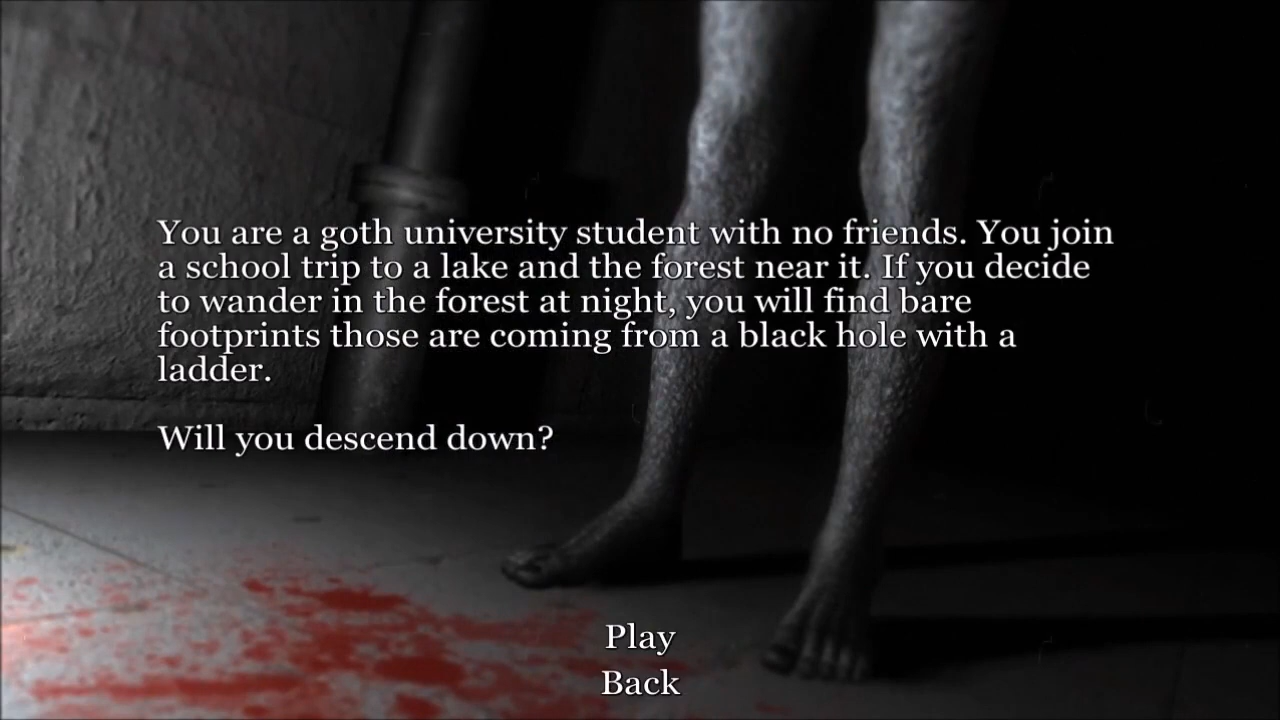 You are a goth university student with no friends. You join
a school trip to a lake and the forest near it. If you decide
to wander in the forest at night, you will find bare
footprints those are coming from a black hole with a
ladder.
Will you descend down?
Play
Back